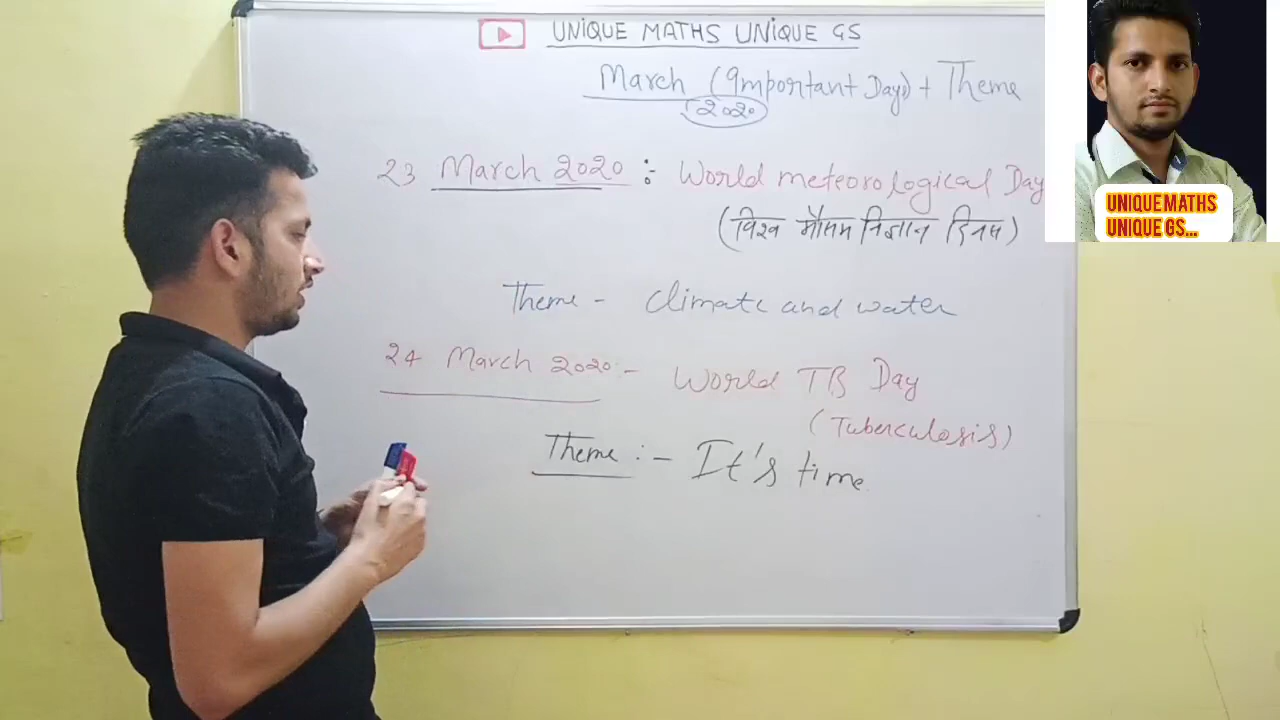 UNIQUE MATHS UNIQUE GS
March (Important Days) + Theme
2020
23 March 2020 : World meteorological Day
(विश्व मौसम विज्ञान दिवस)
Theme - Climate and water
24 March 2020 :- World TB Day
(Tuberculosis)
Theme :- It's time
UNIQUE MATHS
UNIQUE GS...